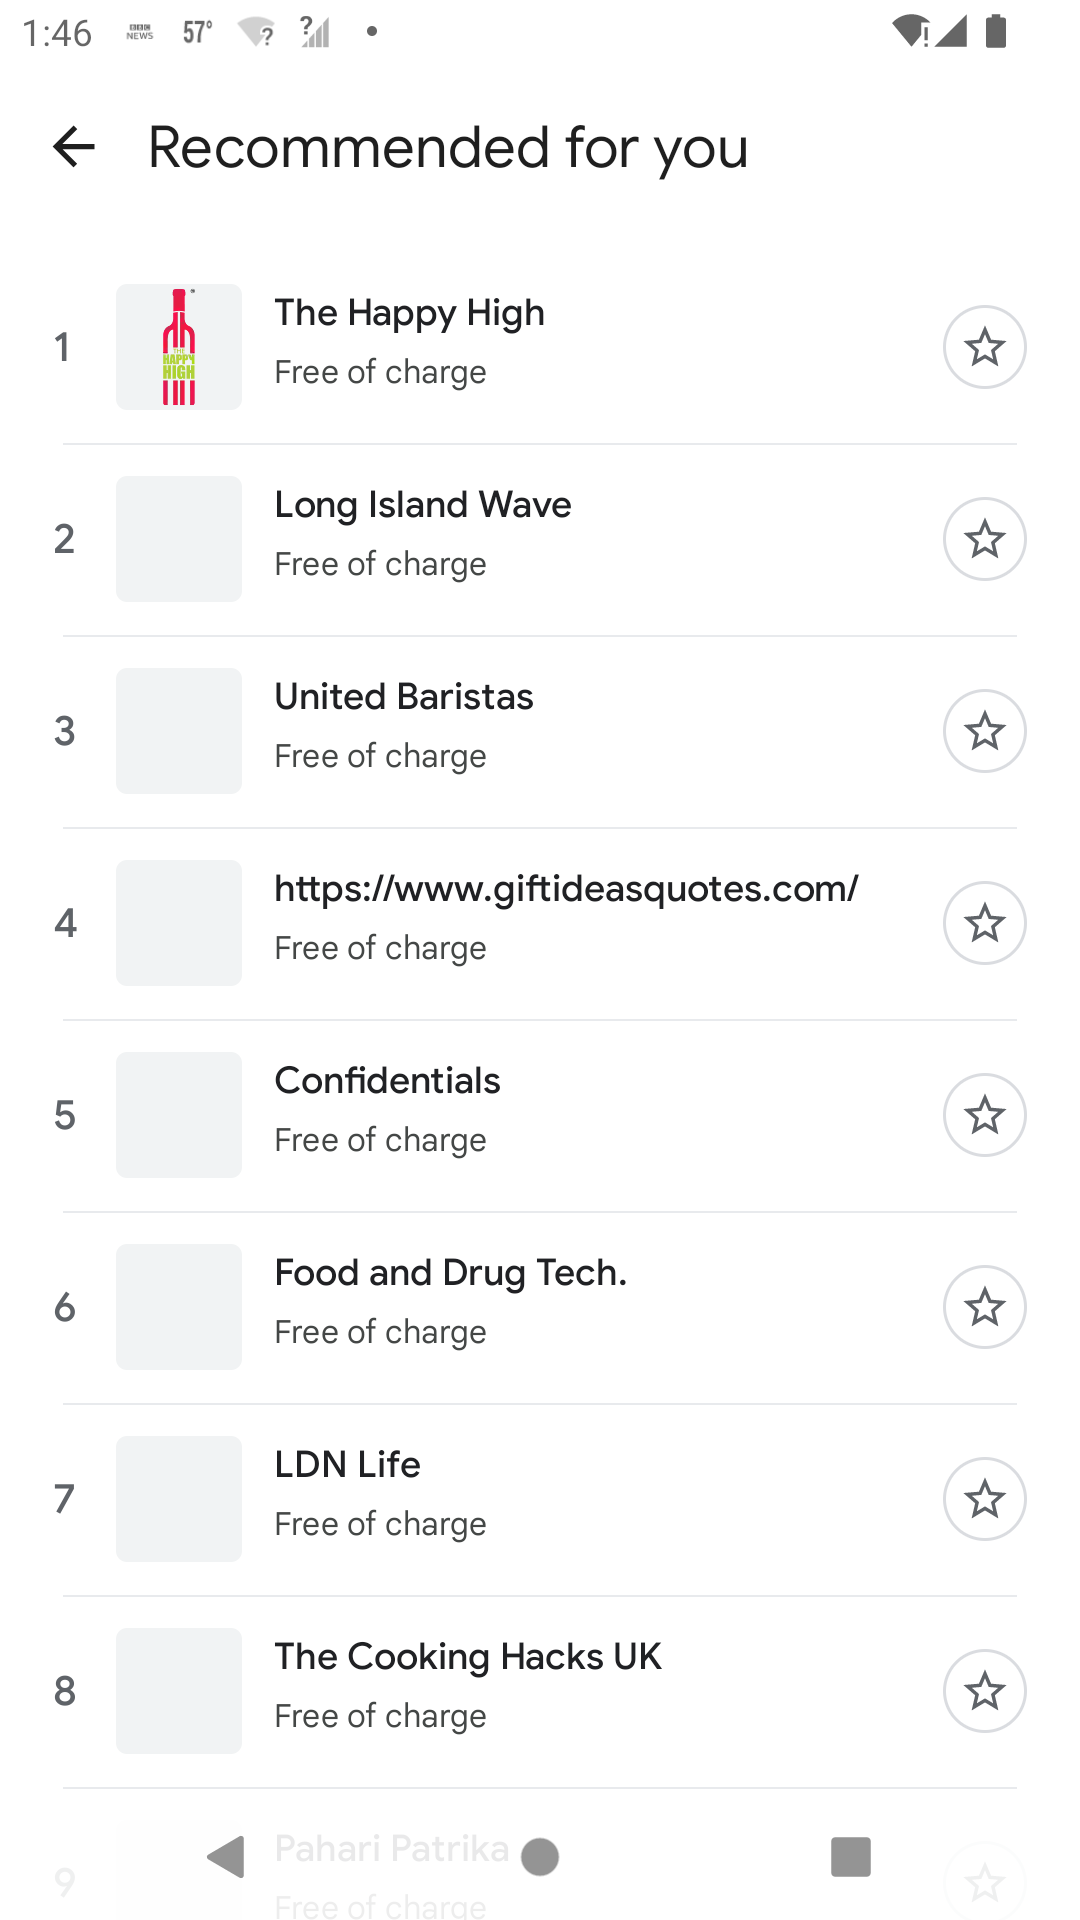 1:46 BBC NEWS 57° ? ? !
Recommended for you
1
THE
HAPPY
HIGH
The Happy High
Free of charge
2
Long Island Wave
Free of charge
3
United Baristas
Free of charge
4
https://www.giftideasquotes.com/
Free of charge
5
Confidentials
Free of charge
6
Food and Drug Tech.
Free of charge
7
LDN Life
Free of charge
8
The Cooking Hacks UK
Free of charge
9
Pahari Patrika
Free of charge